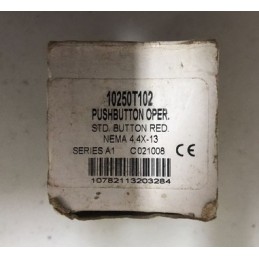 10250T102
PUSHBUTTON OPER.
STD. BUTTON RED.
NEMA 4,4X-13
SERIES A1 C021008 CE
10782113203284